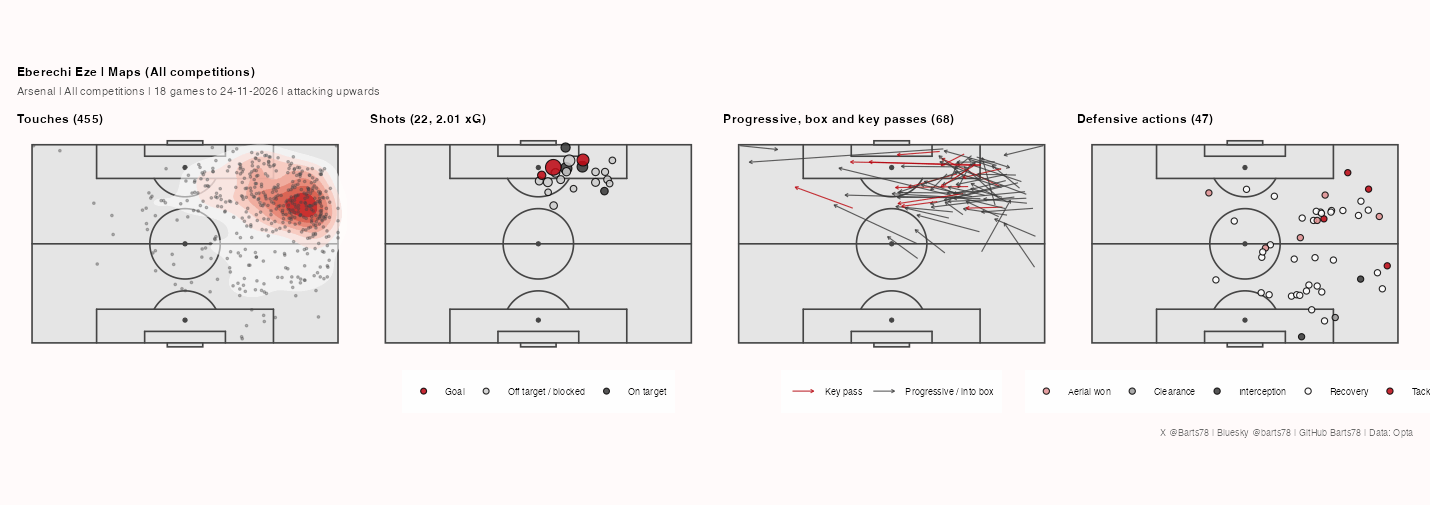 Eberechi Eze | Maps (All competitions)
Arsenal | All competitions | 18 games to 24-11-2026 | attacking upwards
Touches (455)
Shots (22, 2.01 xG)
Progressive, box and key passes (68)
Defensive actions (47)
Goal
Off target / blocked
On target
Key pass
Progressive / into box
Aerial won
Clearance
Interception
Recovery
Tack
X @Barts78 | Bluesky @barts78 | GitHub Barts78 | Data: Opta